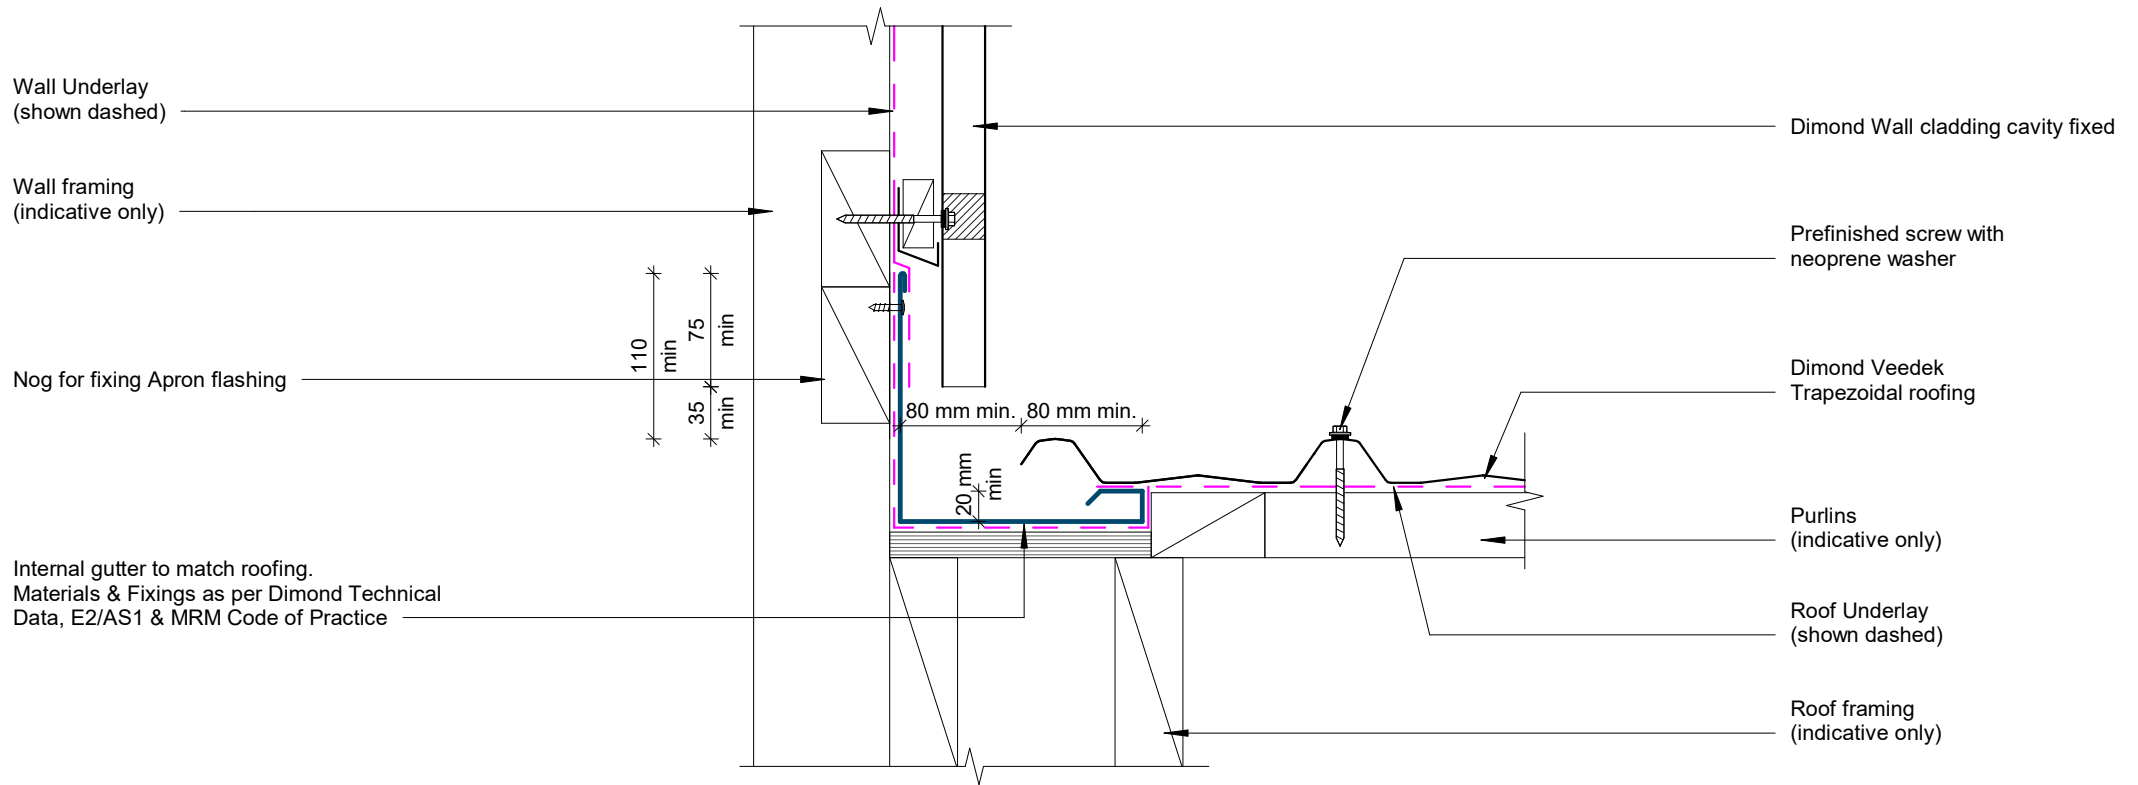 Wall Underlay
(shown dashed)
Wall framing
(indicative only)
Nog for fixing Apron flashing
Internal gutter to match roofing.
Materials & Fixings as per Dimond Technical
Data, E2/AS1 & MRM Code of Practice
110
min
75
min
35
min
80 mm min.
80 mm min.
20 mm
min
Dimond Wall cladding cavity fixed
Prefinished screw with
neoprene washer
Dimond Veedek
Trapezoidal roofing
Purlins
(indicative only)
Roof Underlay
(shown dashed)
Roof framing
(indicative only)